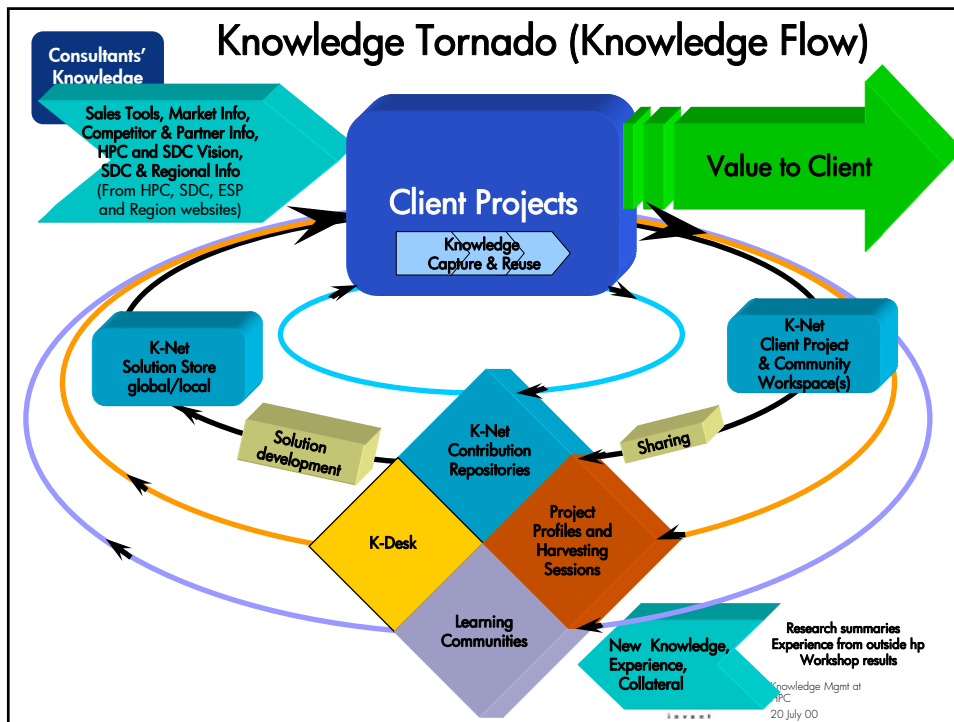 Knowledge Tornado (Knowledge Flow)
Consultants'
Knowledge
Sales Tools, Market Info,
Competitor & Partner Info,
HPC and SDC Vision,
SDC & Regional Info
(From HPC, SDC, ESP
and Region websites)
Client Projects
Knowledge
Capture & Reuse
Value to Client
K-Net
Solution Store
global/local
K-Net
Client Project
& Community
Workspace(s)
Solution
development
Sharing
K-Net
Contribution
Repositories
K-Desk
Project
Profiles and
Harvesting
Sessions
Learning
Communities
New Knowledge,
Experience,
Collateral
Research summaries
Experience from outside hp
Workshop results
Knowledge Mgmt at
HPC
20 July 00